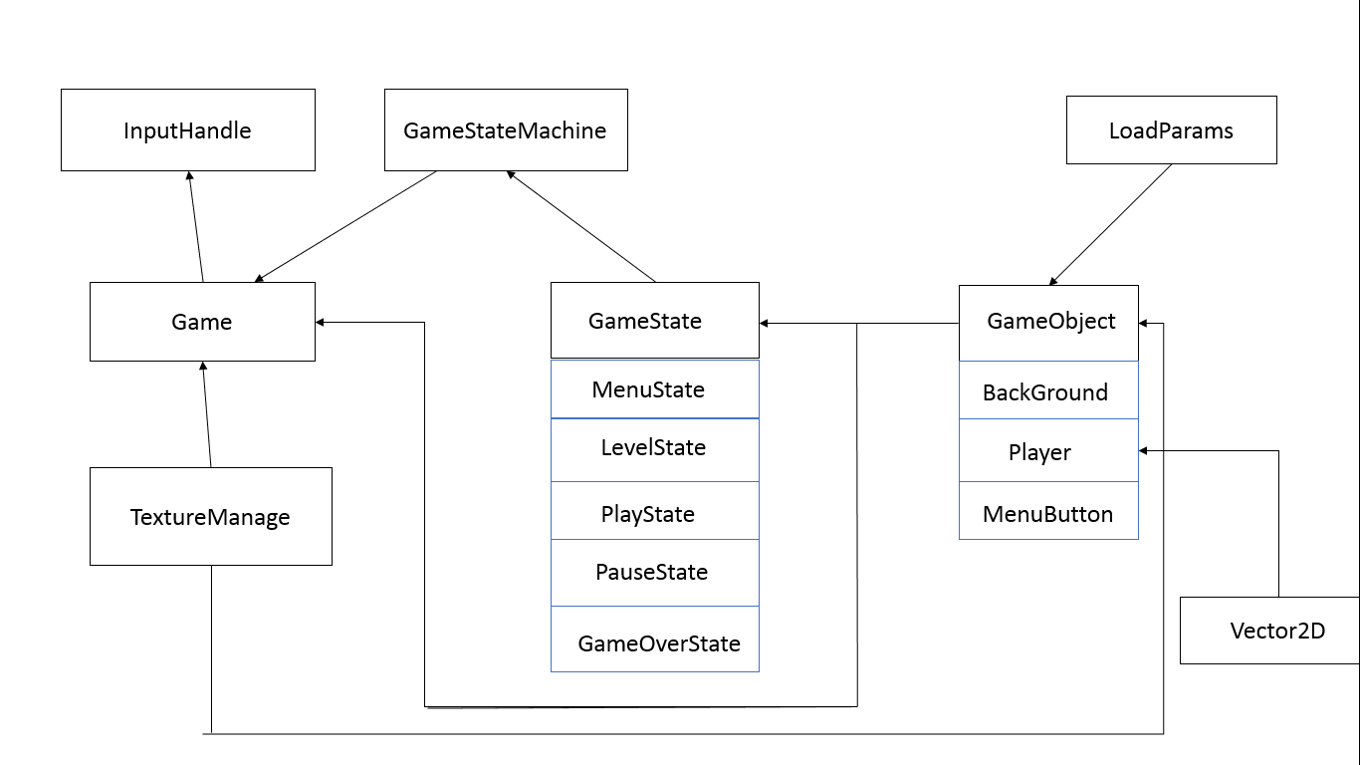 InputHandle
GameStateMachine
LoadParams
Game
GameState
GameObject
MenuState
BackGround
LevelState
Player
TextureManage
PlayState
MenuButton
PauseState
Vector2D
GameOverState